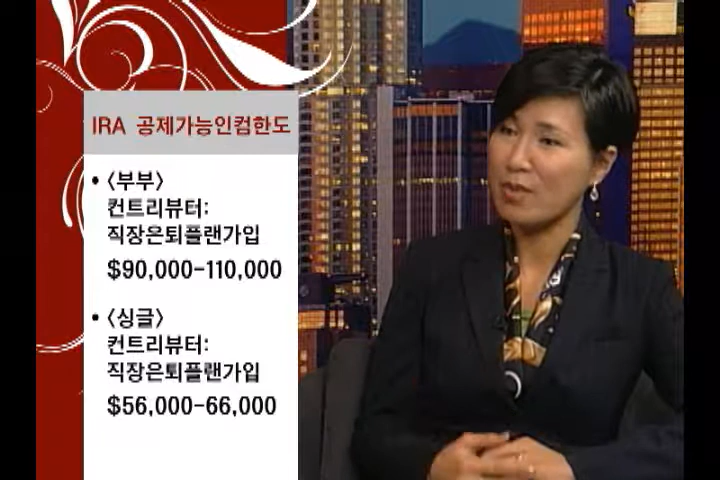 IRA 공제가능인컴한도
• <부부>
컨트리뷰터:
직장은퇴플랜가입
$90,000-110,000
• <싱글>
컨트리뷰터:
직장은퇴플랜가입
$56,000-66,000